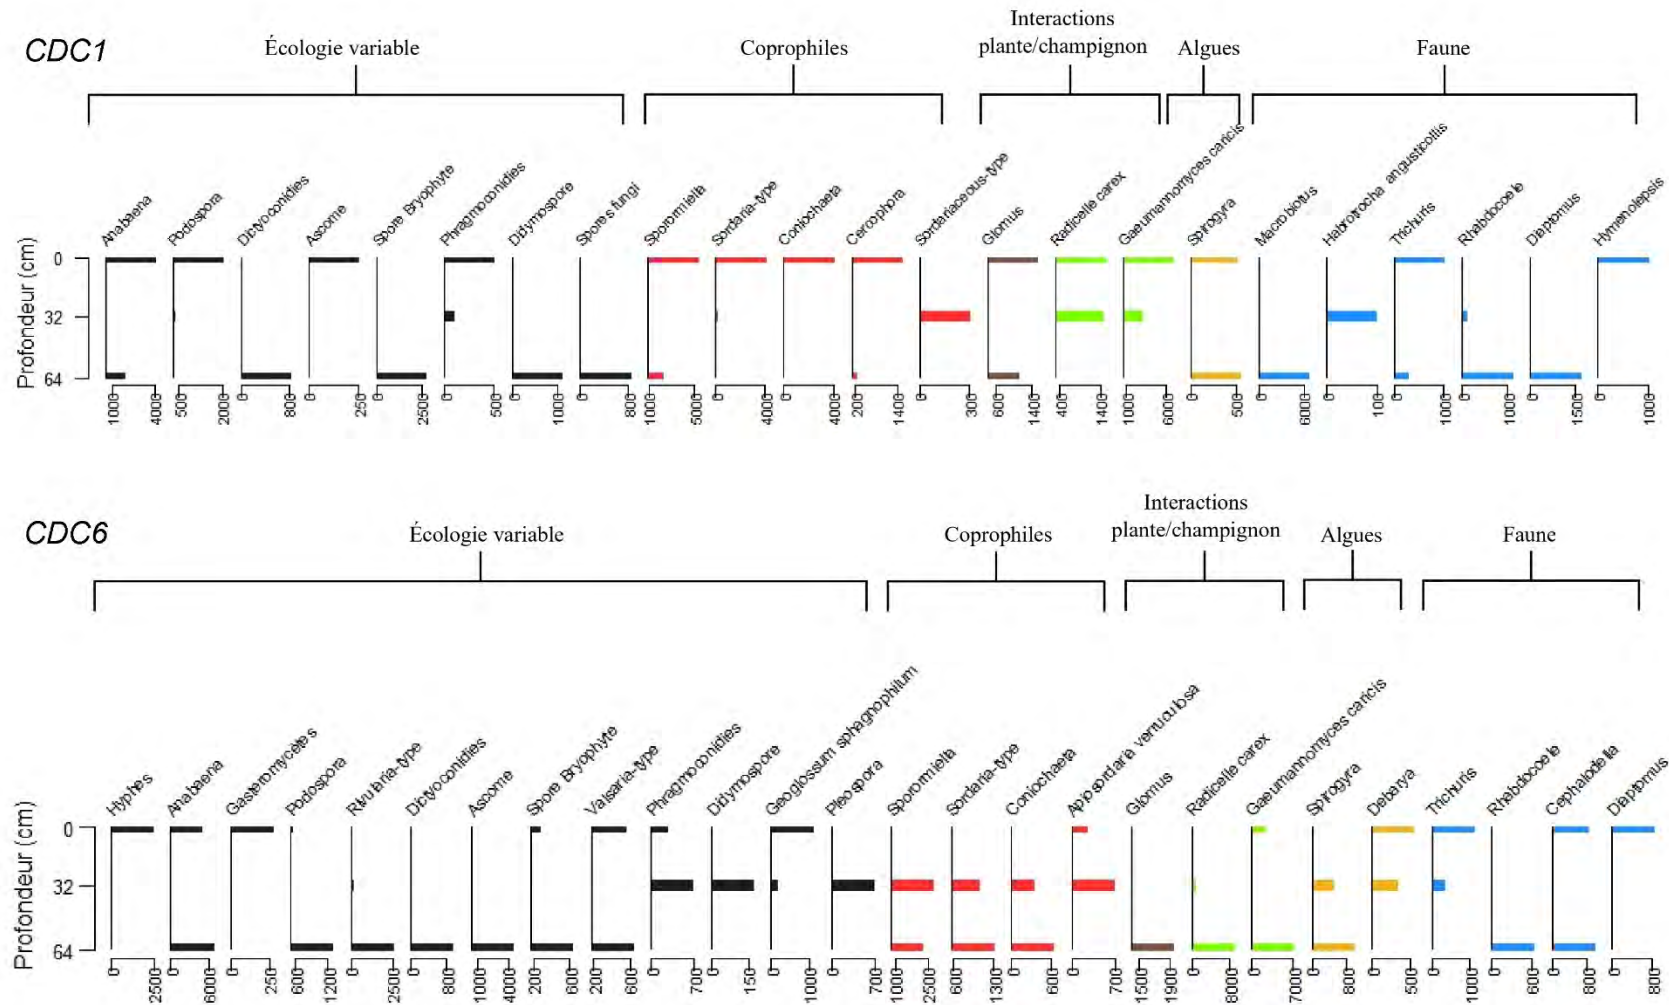 CDC1
Écologie variable
Coprophiles
Interactions
plante/champignon
Algues
Faune
Anabaena
Podospora
Dictyoconidies
Ascome
Spore Bryophyte
Phragmoconidies
Didymospore
Spores fungi
Sporormiella
Sordaria-type
Coniochaeta
Cercophora
Sordariaceous-type
Glomus
Radicelle carex
Gaeumannomyces caricis
Spirogyra
Macrobiotus
Habrotrocha angusticollis
Trichuris
Rhabdocoele
Diaptomus
Hymenolepsis
Profondeur (cm)
0
32
64
1000 4000
500 2000
0 800
0 250
0 2500
0 500
0 1000
0 800
1000 5000
0 4000
0 4000
200 1400
0 300
600 1400
400 1400
1000 6000
0 500
0 6000
0 100
0 1000
0 1000
0 1500
0 1000
CDC6
Écologie variable
Coprophiles
Interactions
plante/champignon
Algues
Faune
Hyphes
Anabaena
Gasteromycetes
Podospora
Rivularia-type
Dictyoconidies
Ascome
Spore Bryophyte
Valsaria-type
Phragmoconidies
Didymospore
Geoglossum sphagnophilum
Pleospora
Sporormiella
Sordaria-type
Coniochaeta
Apiosordaria verruculosa
Glomus
Radicelle carex
Gaeumannomyces caricis
Spirogyra
Debarya
Trichuris
Rhabdocoele
Cephalodella
Diaptomus
Profondeur (cm)
0
32
64
0 2500
0 6000
0 250
600 1200
0 2500
0 800
1000 4000
200 600
200 600
0 700
0 150
0 1000
0 700
1000 2500
600 1300
0 600
0 700
1500 1900
0 8000
0 7000
0 800
0 500
0 1000
0 600
0 800
0 800